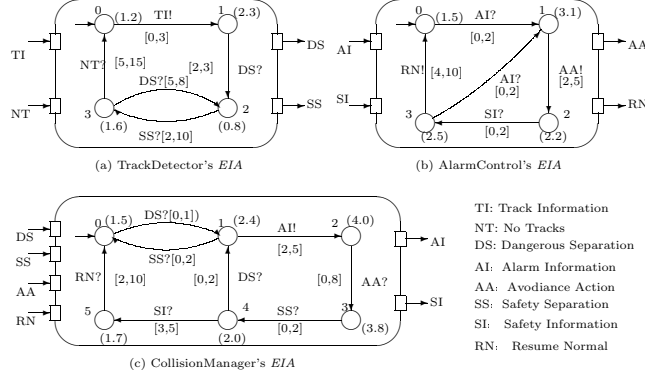 0 (1.2) TI! 1 (2.3)
[0,3]
TI
NT
NT? [5,15]
DS?[5,8]
[2,3]
DS?
DS
SS
3
2
SS?[2,10]
(1.6)
(0.8)
(a) TrackDetector's EIA
0 (1.5) AI? 1 (3.1)
[0,2]
AI
SI
RN! [4,10]
AI?
[0,2]
AA!
[2,5]
AA
RN
3
SI?
2
(2.5)
[0,2]
(2.2)
(b) AlarmControl's EIA
0 (1.5) DS?[0,1]) 1 (2.4) AI! 2 (4.0)
SS?[0,2]
[2,5]
DS
SS
AA
RN
RN? [2,10]
[0,2]
DS?
[0,8]
AA?
AI
SI
5
SI?
4
SS?
3
(1.7)
[3,5]
(2.0)
[0,2]
(3.8)
(c) CollisionManager's EIA
TI: Track Information
NT: No Tracks
DS: Dangerous Separation
AI: Alarm Information
AA: Avodiance Action
SS: Safety Separation
SI: Safety Information
RN: Resume Normal